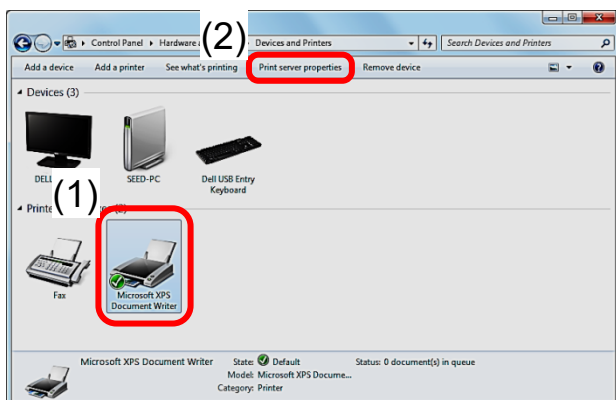 (2)
Control Panel ▸ Hardware Devices and Printers Search Devices and Printers
Add a device Add a printer See what's printing Print server properties Remove device
Devices (3)
DELL SEED-PC Dell USB Entry
Keyboard
(1)
Fax Microsoft XPS
Document Writer
Microsoft XPS Document Writer State: Default Status: 0 document(s) in queue
Model: Microsoft XPS Docume...
Category: Printer